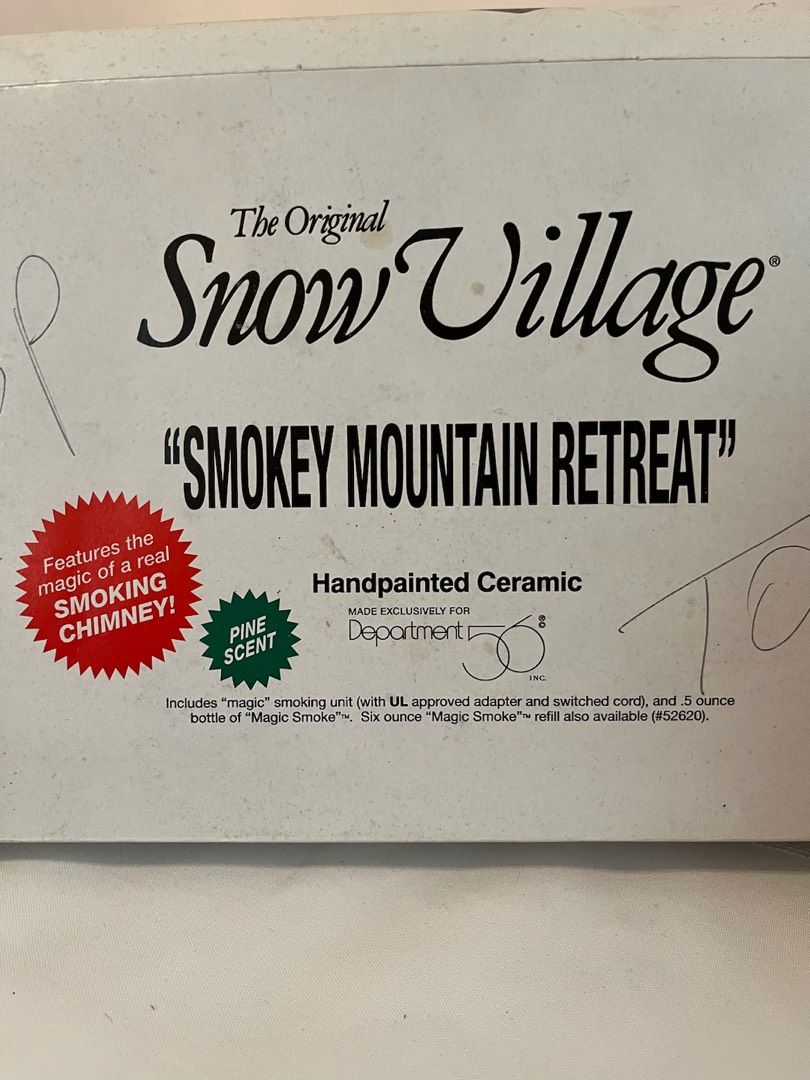 The Original
Snow Village®
"SMOKEY MOUNTAIN RETREAT"
Features the
magic of a real
SMOKING
CHIMNEY!
PINE
SCENT
Handpainted Ceramic
MADE EXCLUSIVELY FOR
Department 56®©
INC.
Includes "magic" smoking unit (with UL approved adapter and switched cord), and .5 ounce
bottle of "Magic Smoke"™. Six ounce "Magic Smoke"™ refill also available (#52620).